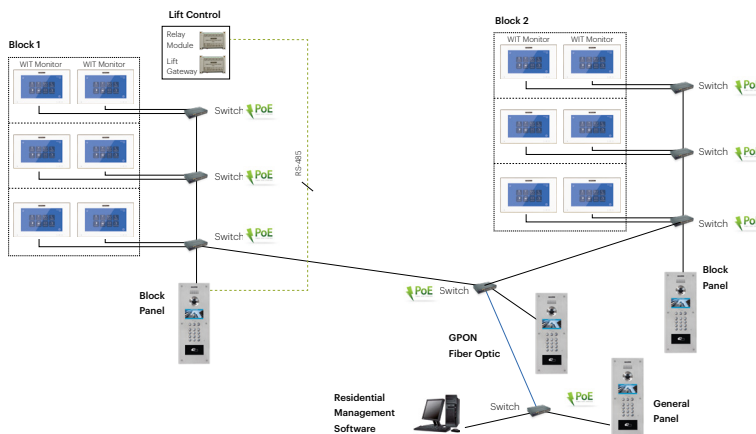 Lift Control
Relay
Module
Lift
Gateway
Block 1
WIT Monitor WIT Monitor
Switch PoE
Switch PoE
Switch PoE
RS-485
Block
Panel
Block 2
WIT Monitor WIT Monitor
Switch PoE
Switch PoE
Switch PoE
Block
Panel
PoE Switch
GPON
Fiber Optic
PoE
Switch
Residential
Management
Software
General
Panel